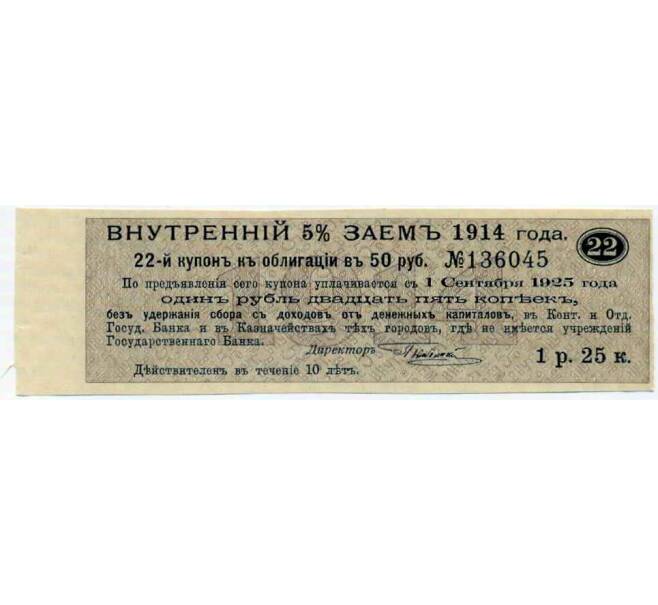 ВНУТРЕННІЙ 5% ЗАЕМЪ 1914 года. 22
22-й купонъ къ облигаціи въ 50 руб. №136045
По предъявленіи сего купона уплачивается съ 1 Сентября 1925 года
одинъ рубль двадцать пять копѣекъ,
безъ удержанія сбора съ доходовъ отъ денежныхъ капиталовъ, въ Конт. и Отд.
Госуд. Банка и въ Казначействахъ тѣхъ городовъ, гдѣ не имѣется учрежденій
Государственнаго Банка.
Директоръ
1 р. 25 к.
Дѣйствителенъ въ теченіе 10 лѣтъ.